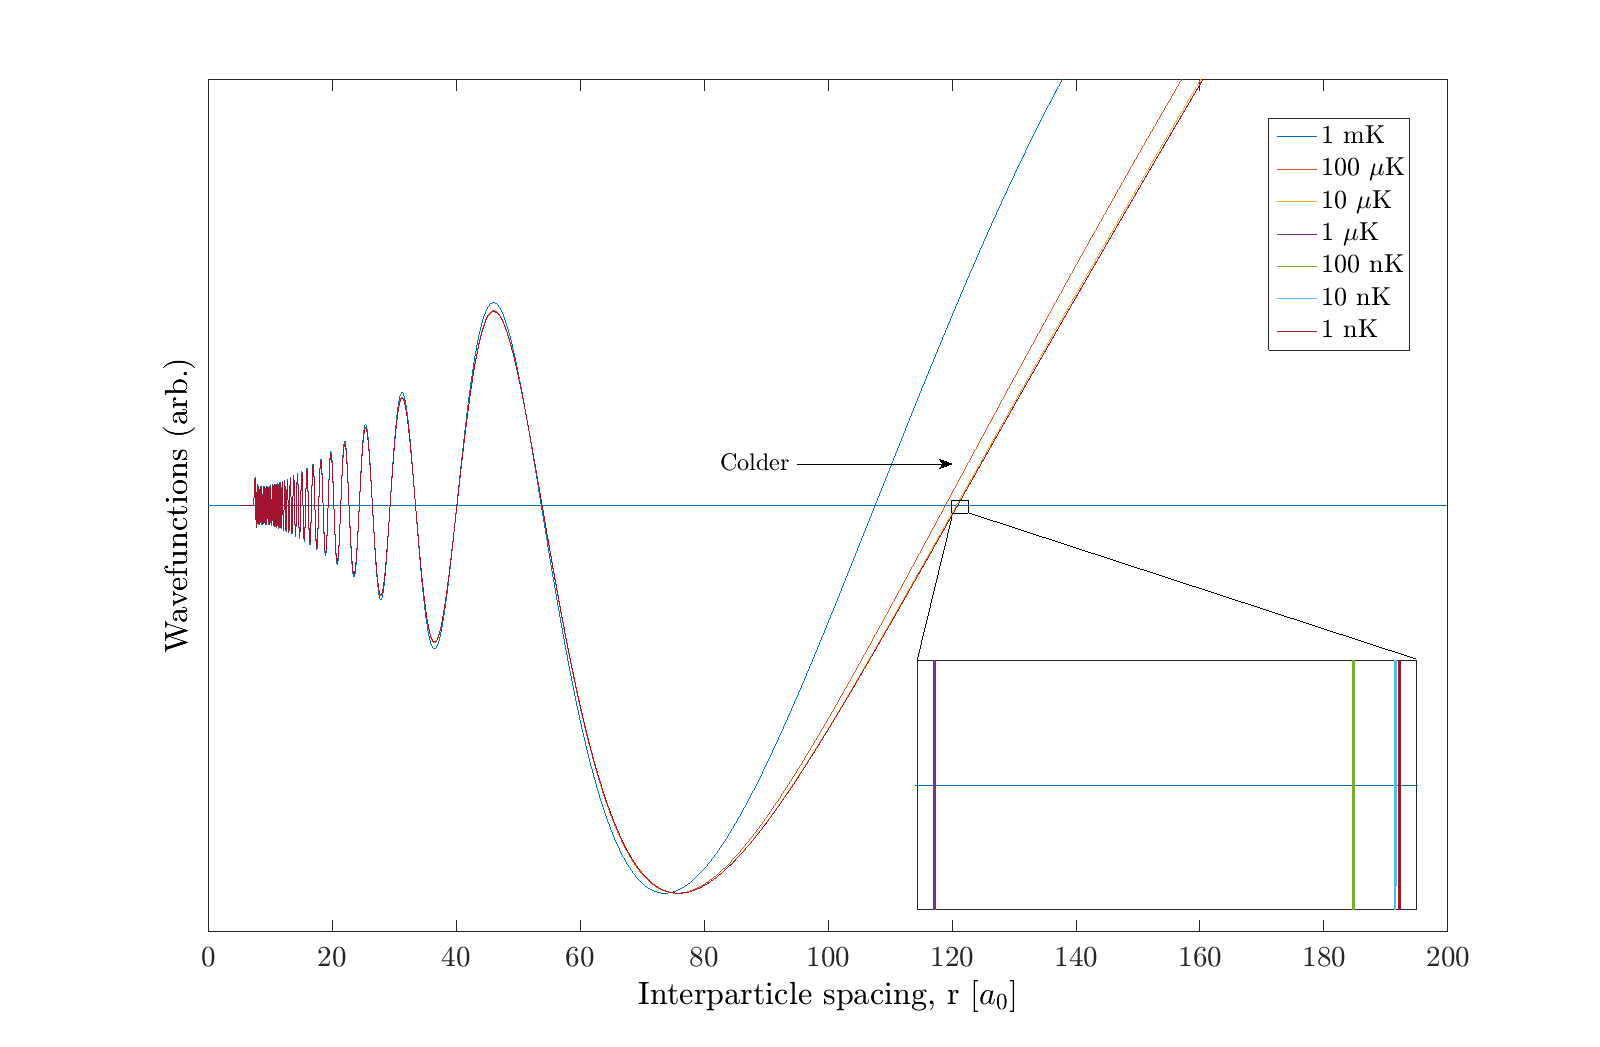 1 mK
100 μK
10 μK
1 μK
100 nK
10 nK
1 nK
Colder
Wavefunctions (arb.)
0 20 40 60 80 100 120 140 160 180 200
Interparticle spacing, r [a₀]